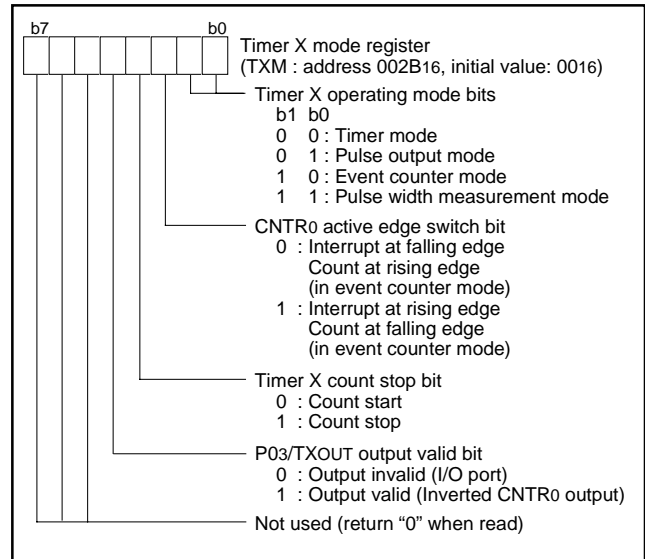 b7 b0
Timer X mode register
(TXM : address 002B16, initial value: 0016)
Timer X operating mode bits
b1 b0
0 0 : Timer mode
0 1 : Pulse output mode
1 0 : Event counter mode
1 1 : Pulse width measurement mode
CNTR0 active edge switch bit
0 : Interrupt at falling edge
Count at rising edge
(in event counter mode)
1 : Interrupt at rising edge
Count at falling edge
(in event counter mode)
Timer X count stop bit
0 : Count start
1 : Count stop
P03/TXOUT output valid bit
0 : Output invalid (I/O port)
1 : Output valid (Inverted CNTR0 output)
Not used (return “0” when read)